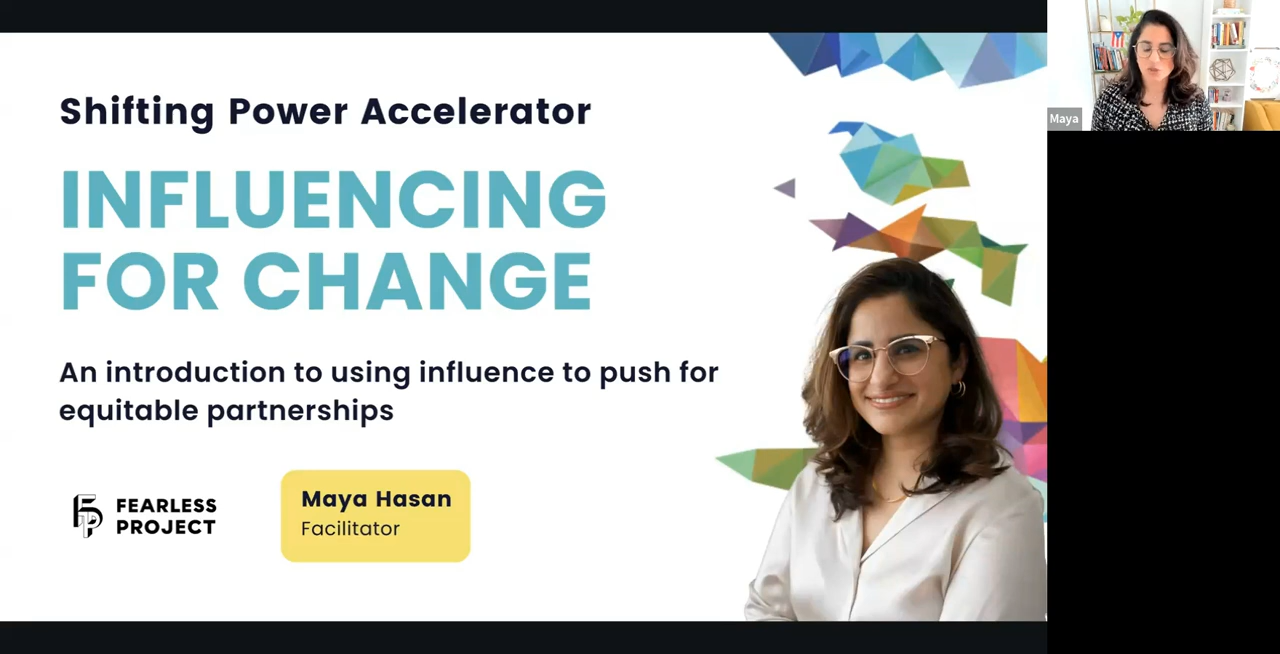 Shifting Power Accelerator
INFLUENCING
FOR CHANGE
An introduction to using influence to push for
equitable partnerships
FEARLESS
PROJECT
Maya Hasan
Facilitator
Maya